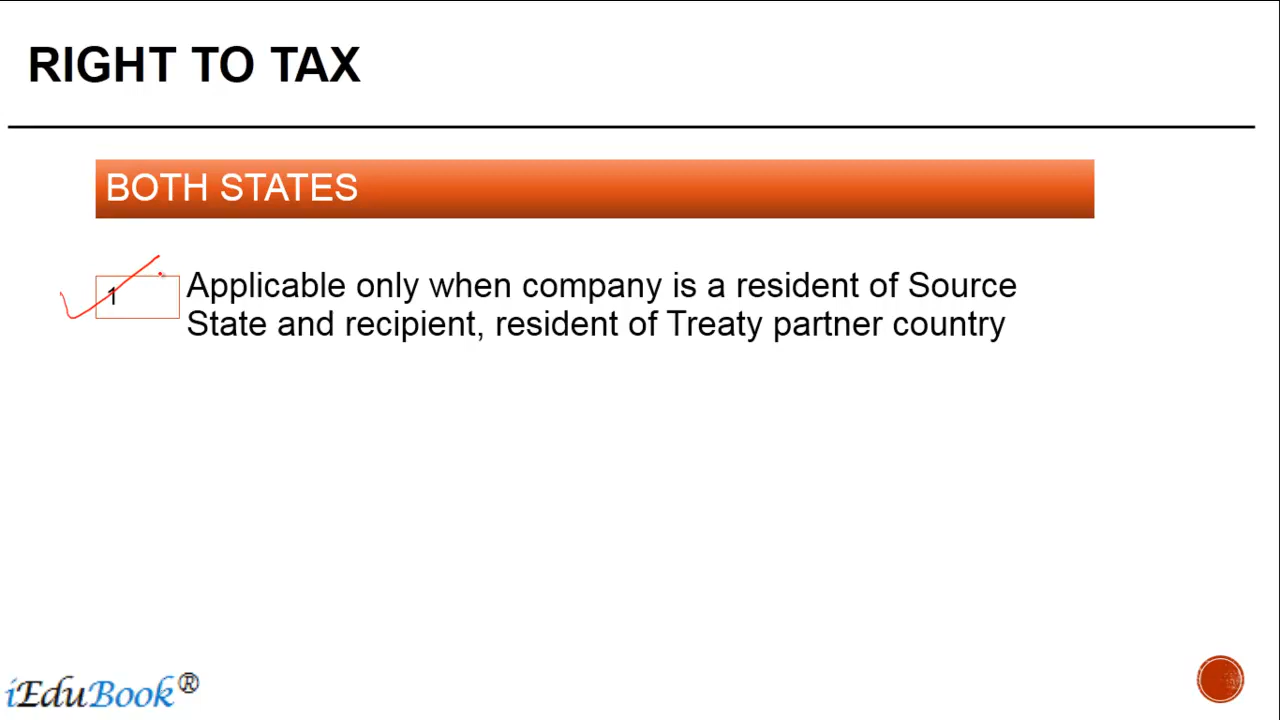 RIGHT TO TAX
BOTH STATES
1
Applicable only when company is a resident of Source
State and recipient, resident of Treaty partner country
iEduBook®